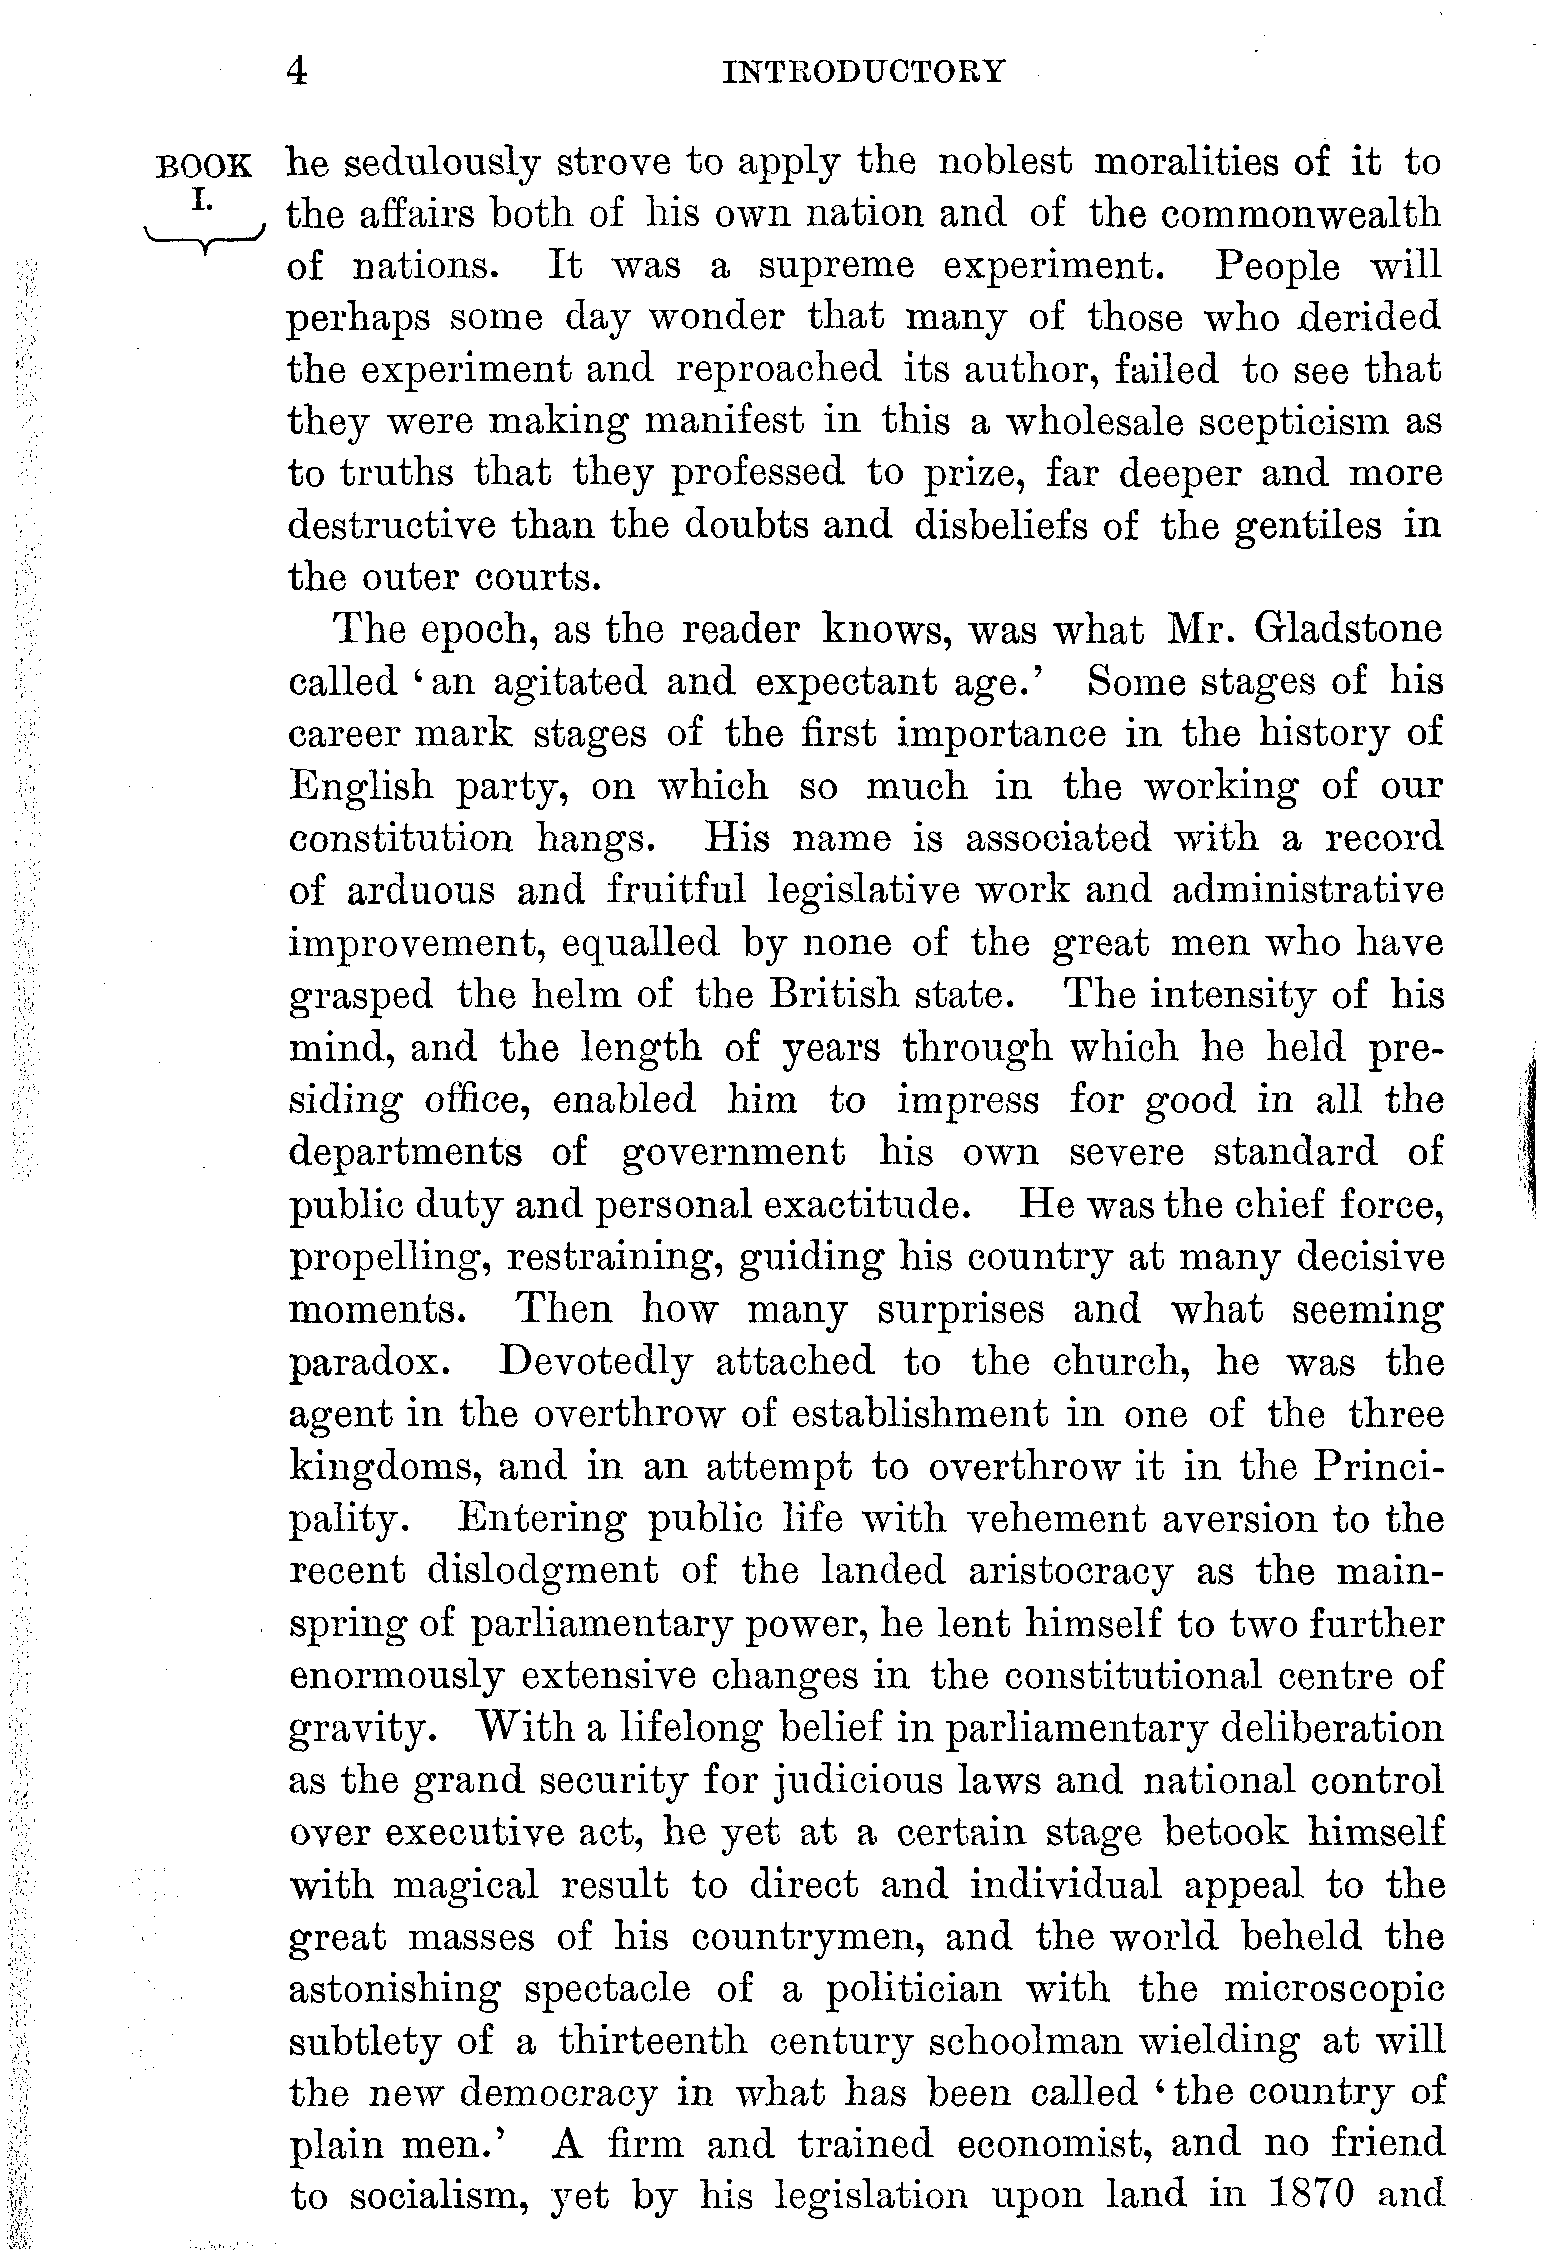 4 INTRODUCTORY
BOOK
I.
he sedulously strove to apply the noblest moralities of it to
the affairs both of his own nation and of the commonwealth
of nations. It was a supreme experiment. People will
perhaps some day wonder that many of those who derided
the experiment and reproached its author, failed to see that
they were making manifest in this a wholesale scepticism as
to truths that they professed to prize, far deeper and more
destructive than the doubts and disbeliefs of the gentiles in
the outer courts.
The epoch, as the reader knows, was what Mr. Gladstone
called ‘an agitated and expectant age.’ Some stages of his
career mark stages of the first importance in the history of
English party, on which so much in the working of our
constitution hangs. His name is associated with a record
of arduous and fruitful legislative work and administrative
improvement, equalled by none of the great men who have
grasped the helm of the British state. The intensity of his
mind, and the length of years through which he held pre-
siding office, enabled him to impress for good in all the
departments of government his own severe standard of
public duty and personal exactitude. He was the chief force,
propelling, restraining, guiding his country at many decisive
moments. Then how many surprises and what seeming
paradox. Devotedly attached to the church, he was the
agent in the overthrow of establishment in one of the three
kingdoms, and in an attempt to overthrow it in the Princi-
pality. Entering public life with vehement aversion to the
recent dislodgment of the landed aristocracy as the main-
spring of parliamentary power, he lent himself to two further
enormously extensive changes in the constitutional centre of
gravity. With a lifelong belief in parliamentary deliberation
as the grand security for judicious laws and national control
over executive act, he yet at a certain stage betook himself
with magical result to direct and individual appeal to the
great masses of his countrymen, and the world beheld the
astonishing spectacle of a politician with the microscopic
subtlety of a thirteenth century schoolman wielding at will
the new democracy in what has been called ‘the country of
plain men.’ A firm and trained economist, and no friend
to socialism, yet by his legislation upon land in 1870 and